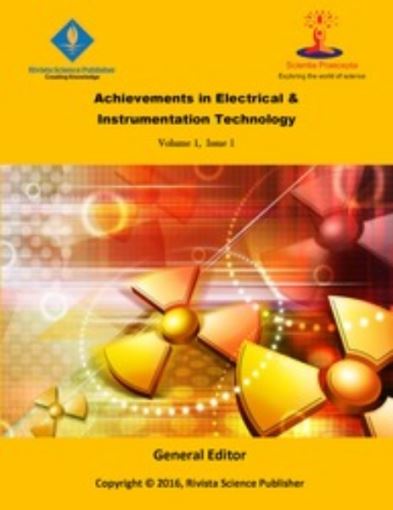 Rivista Science Publisher
Creating Knowledge
Scientia Praecepta
Exploring the world of science
Achievements in Electrical &
Instrumentation Technology
Volume 1, Issue 1
General Editor
Copyright © 2016, Rivista Science Publisher